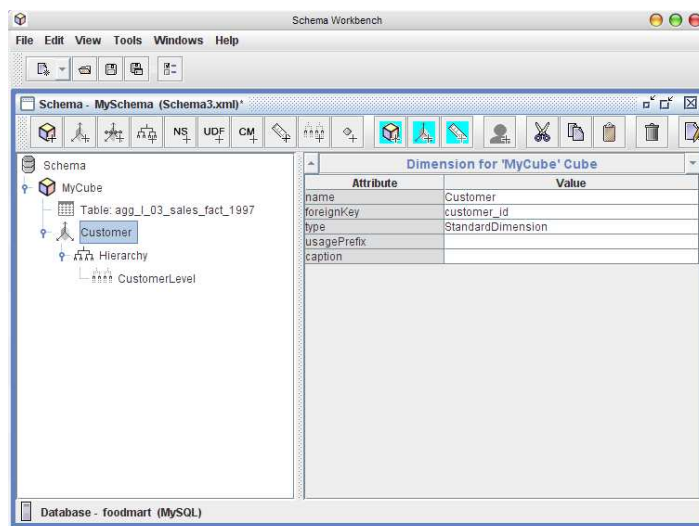 Schema Workbench
File Edit View Tools Windows Help
Schema - MySchema (Schema3.xml)*
NS UDF CM
Schema
MyCube
Table: agg_l_03_sales_fact_1997
Customer
Hierarchy
CustomerLevel
Dimension for 'MyCube' Cube
Attribute Value
name Customer
foreignKey customer_id
type StandardDimension
usagePrefix
caption
Database - foodmart (MySQL)